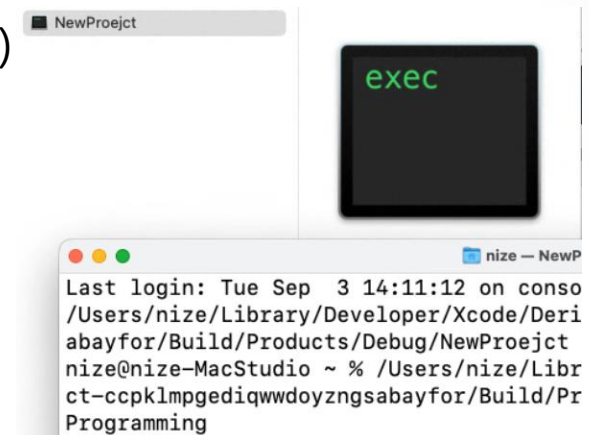 )
NewProejct
exec
nize — NewP
Last login: Tue Sep  3 14:11:12 on conso
/Users/nize/Library/Developer/Xcode/Deri
abayfor/Build/Products/Debug/NewProejct
nize@nize-MacStudio ~ % /Users/nize/Libr
ct-ccpklmpgediqwwdoyzngsabayfor/Build/Pr
Programming